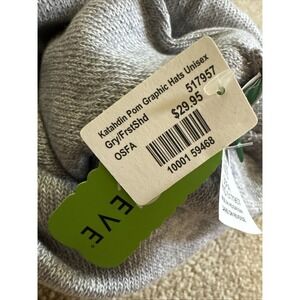 Katahdin Pom Graphic Hats Unisex
517957
Gry/FrstShd
$29.95
OSFA
10001 59468
EVE